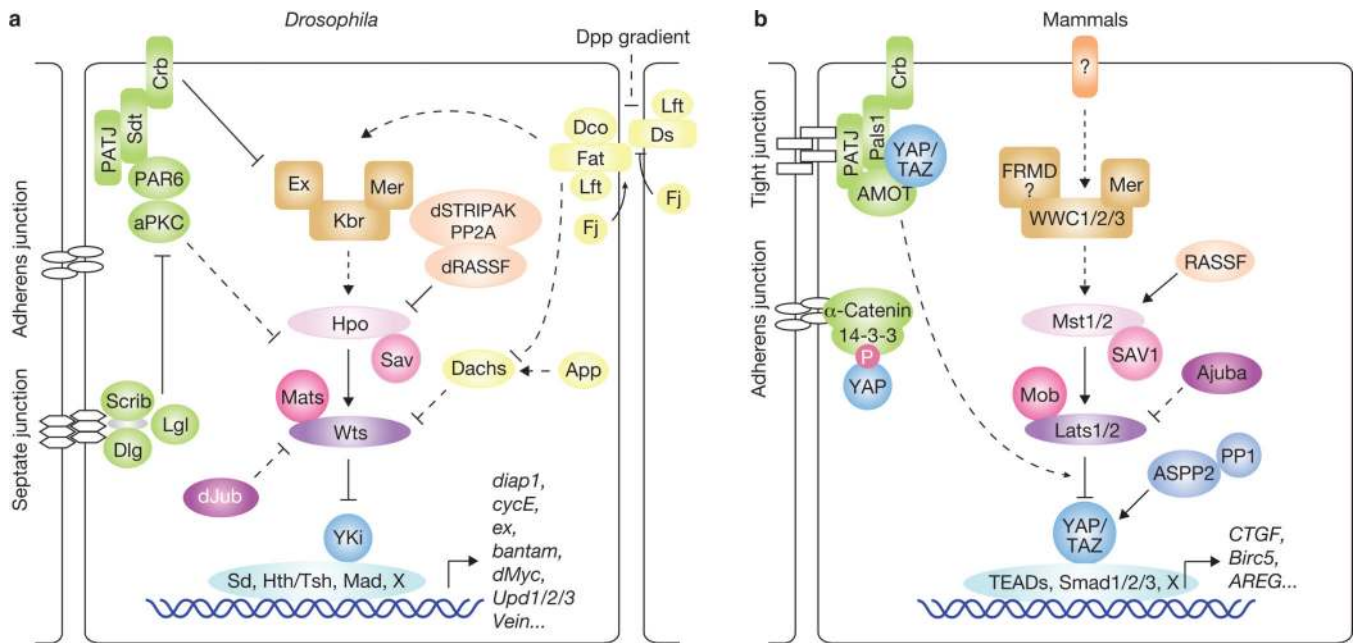 a
Drosophila
Dpp gradient
Crb
Sdt
PATJ
PAR6
aPKC
Ex
Mer
Kbr
dSTRIPAK
PP2A
dRASSF
Dco
Fat
Lft
Fj
Lft
Ds
Fj
Adherens junction
Hpo
Sav
Mats
Wts
Dachs
App
Septate junction
Scrib
Lgl
Dlg
dJub
YKi
Sd, Hth/Tsh, Mad, X
diap1,
cycE,
ex,
bantam,
dMyc,
Upd1/2/3
Vein...
b
Mammals
Crb
?
Tight junction
PATJ
Pals1
YAP/
TAZ
AMOT
FRMD
?
Mer
WWC1/2/3
RASSF
Adherens junction
α-Catenin
14-3-3
P
YAP
Mst1/2
SAV1
Mob
Lats1/2
Ajuba
ASPP2
PP1
YAP/
TAZ
TEADs, Smad1/2/3, X
CTGF,
Birc5,
AREG...